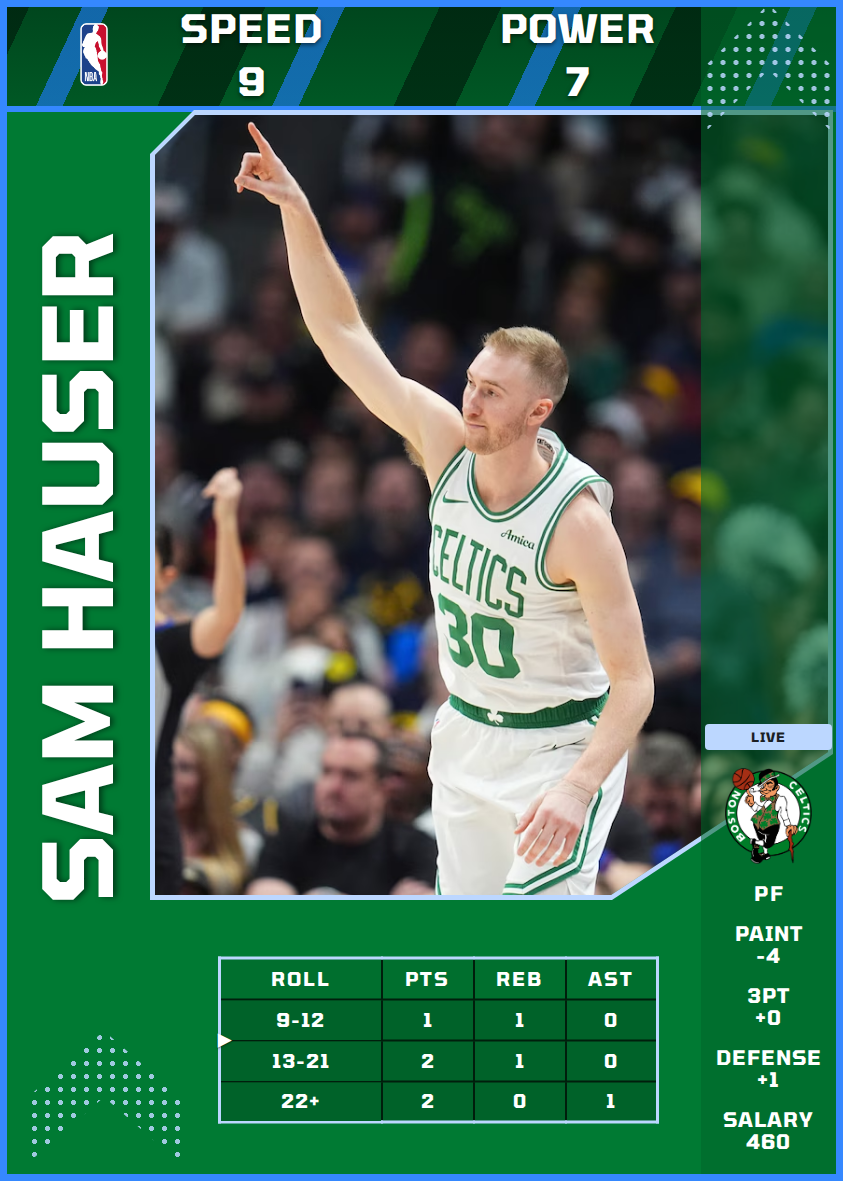 SPEED
9
POWER
7
NBA
SAM HAUSER
Amica
CELTICS
30
LIVE
BOSTON CELTICS
PF
PAINT
-4
3PT
+0
DEFENSE
+1
SALARY
460
ROLL PTS REB AST
9-12 1 1 0
13-21 2 1 0
22+ 2 0 1